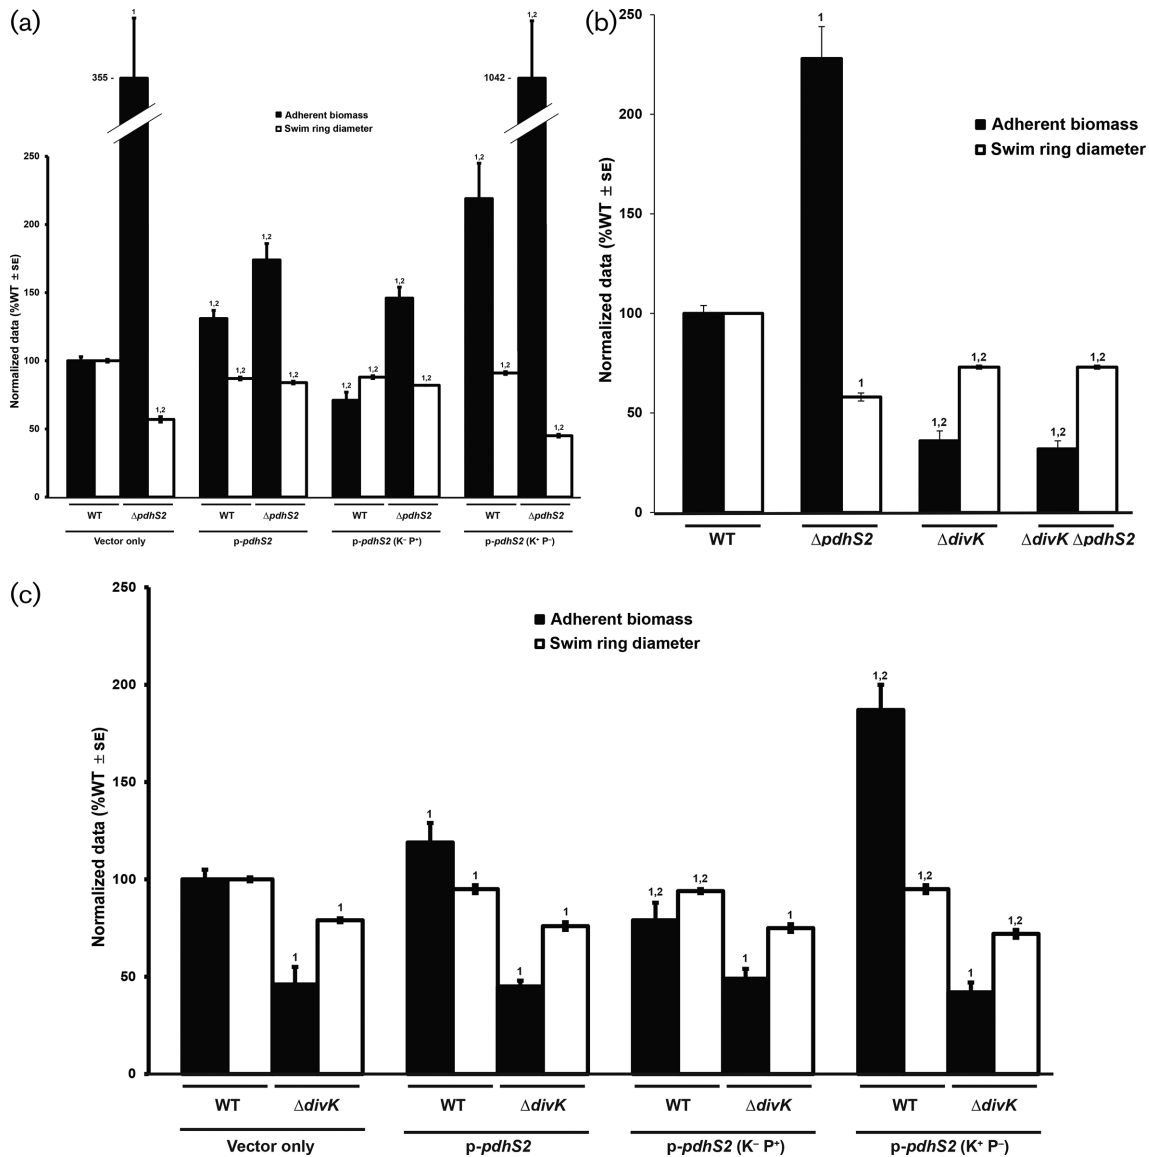 (a)
355 -
1
1,2
1042 -
1,2
Adherent biomass
Swim ring diameter
Normalized data (%WT ± SE)
250
200
150
100
50
0
1,2
1,2
1,2
1,2
1,2
1,2
1,2
1,2
1,2
1,2
1,2
WT
ΔpdhS2
WT
ΔpdhS2
WT
ΔpdhS2
WT
ΔpdhS2
Vector only
p-pdhS2
p-pdhS2 (K⁻ P⁺)
p-pdhS2 (K⁺ P⁻)
(b)
Normalized data (%WT ± SE)
250
200
150
100
50
0
1
1
1,2
1,2
1,2
1,2
Adherent biomass
Swim ring diameter
WT
ΔpdhS2
ΔdivK
ΔdivK ΔpdhS2
(c)
Normalized data (%WT ± SE)
250
200
150
100
50
0
Adherent biomass
Swim ring diameter
1
1
1
1
1
1
1,2
1,2
1
1
1,2
1,2
1
1,2
WT
ΔdivK
WT
ΔdivK
WT
ΔdivK
WT
ΔdivK
Vector only
p-pdhS2
p-pdhS2 (K⁻ P⁺)
p-pdhS2 (K⁺ P⁻)